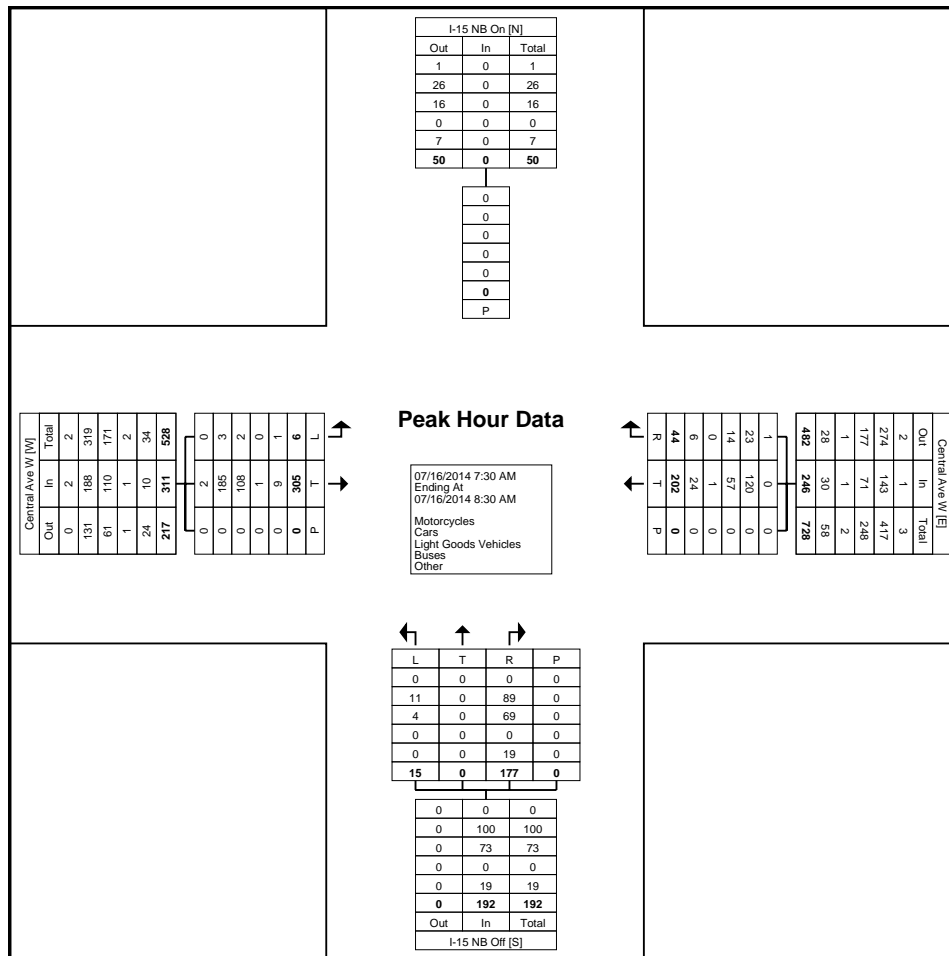 I-15 NB On [N]
Out In Total
1 0 1
26 0 26
16 0 16
0 0 0
7 0 7
50 0 50
0
0
0
0
0
0
P
Central Ave W [W]
Out In Total
0 2 2
131 188 319
61 110 171
1 1 2
24 10 34
217 311 528
0 2 0
0 185 3
0 108 2
0 1 0
0 9 1
0 305 6
P T L
Peak Hour Data
07/16/2014 7:30 AM
Ending At
07/16/2014 8:30 AM
Motorcycles
Cars
Light Goods Vehicles
Buses
Other
Central Ave W [E]
Out In Total
2 1 3
274 143 417
177 71 248
1 1 2
28 30 58
482 246 728
1 0 0
23 120 0
14 57 0
0 1 0
6 24 0
44 202 0
R T P
L T R P
0 0 0 0
11 0 89 0
4 0 69 0
0 0 0 0
0 0 19 0
15 0 177 0
0 0 0
0 100 100
0 73 73
0 0 0
0 19 19
0 192 192
Out In Total
I-15 NB Off [S]